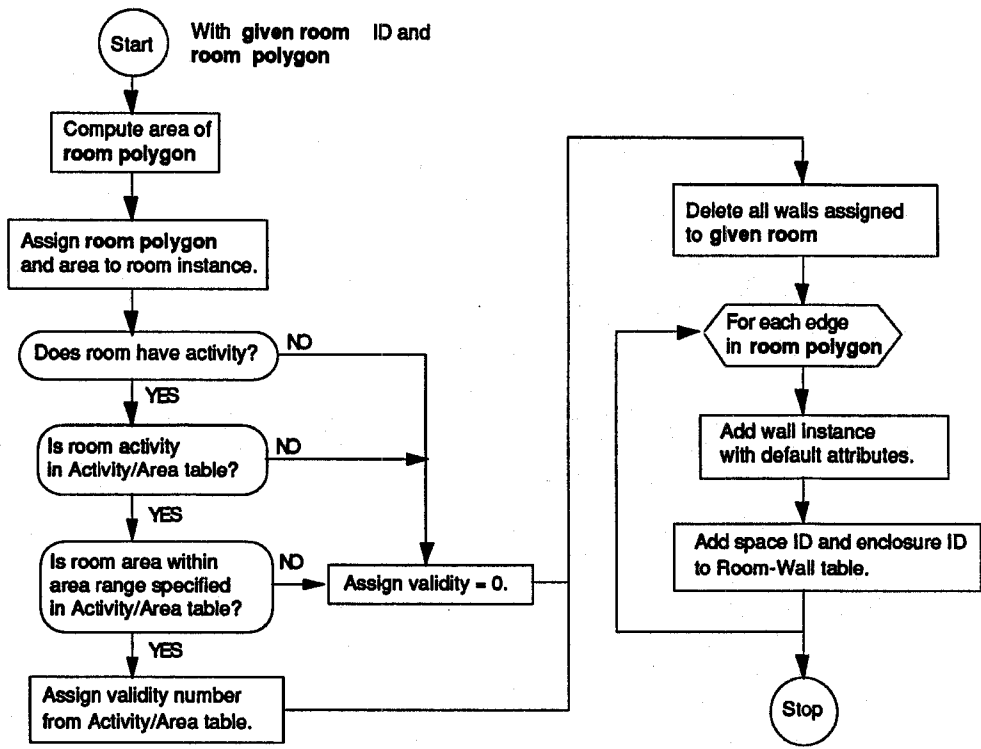 Start
With given room ID and
room polygon
Compute area of
room polygon
Assign room polygon
and area to room instance.
Does room have activity?
NO
YES
Is room activity
in Activity/Area table?
NO
YES
Is room area within
area range specified
in Activity/Area table?
NO
Assign validity = 0.
YES
Assign validity number
from Activity/Area table.
Delete all walls assigned
to given room
For each edge
in room polygon
Add wall instance
with default attributes.
Add space ID and enclosure ID
to Room-Wall table.
Stop